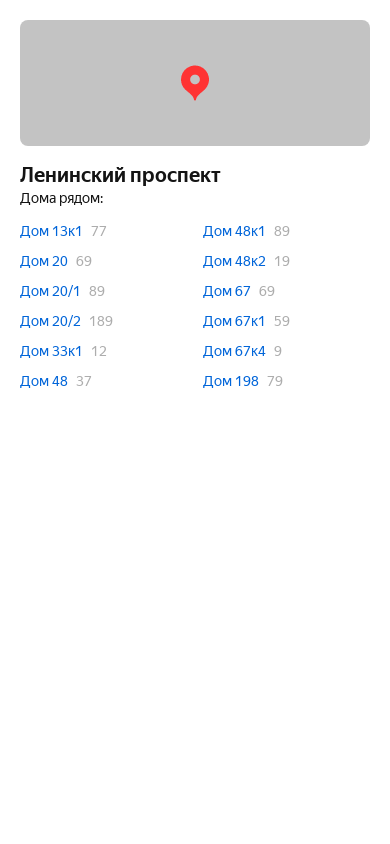 Ленинский проспект
Дома рядом:
Дом 13к1 77
Дом 20 69
Дом 20/1 89
Дом 20/2 189
Дом 33к1 12
Дом 48 37
Дом 48к1 89
Дом 48к2 19
Дом 67 69
Дом 67к1 59
Дом 67к4 9
Дом 198 79